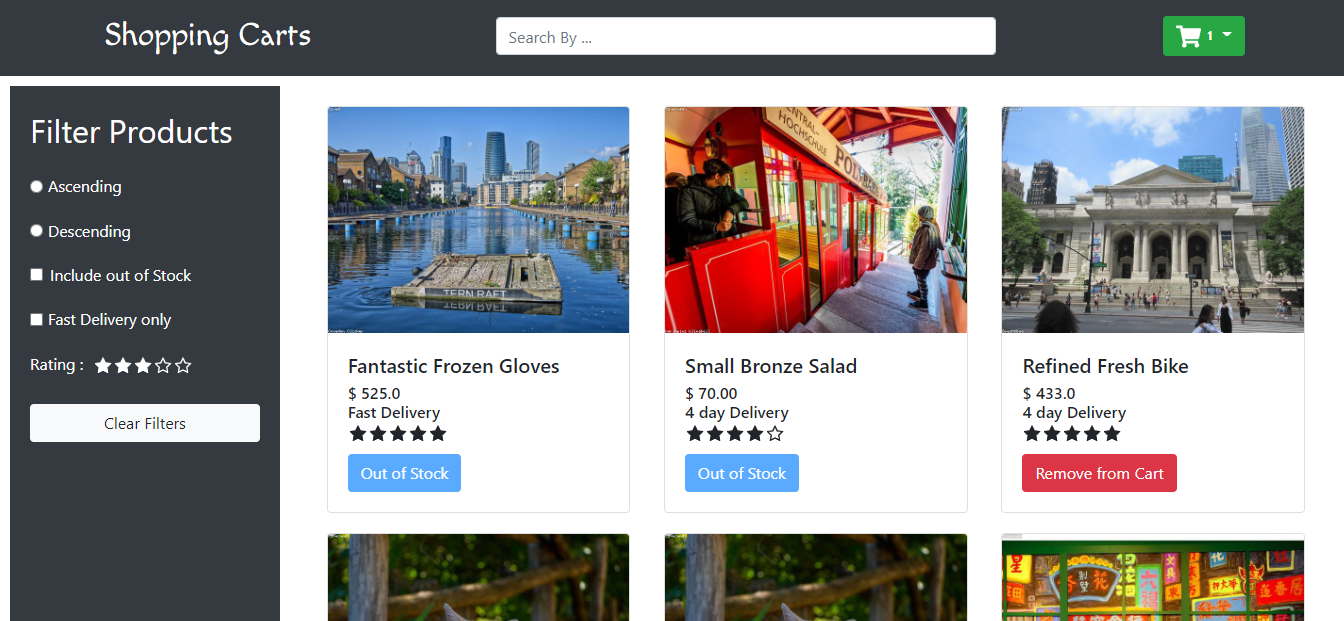 Shopping Carts
Search By ...
1
Filter Products
Ascending
Descending
Include out of Stock
Fast Delivery only
Rating :
Clear Filters
TERN RAFT
Fantastic Frozen Gloves
$ 525.0
Fast Delivery
Out of Stock
CENTRAL-
HOCHSCHULE
Small Bronze Salad
$ 70.00
4 day Delivery
Out of Stock
Refined Fresh Bike
$ 433.0
4 day Delivery
Remove from Cart